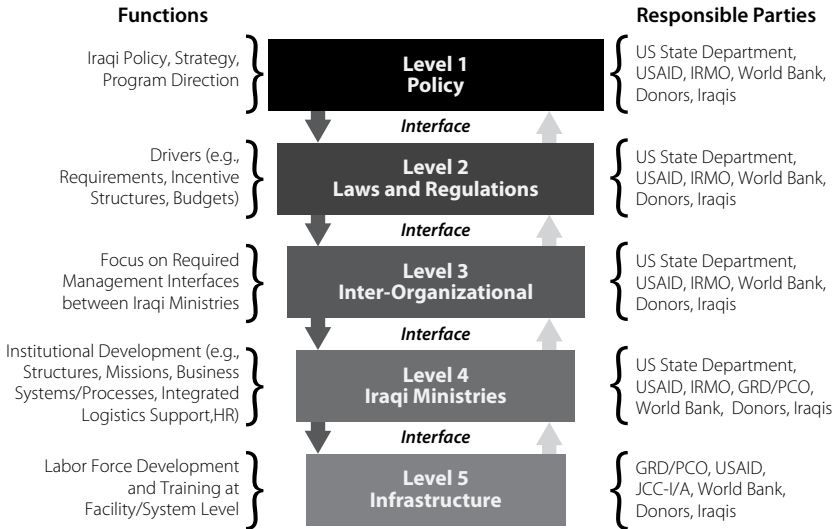 Functions
Responsible Parties
Iraqi Policy, Strategy,
Program Direction
Level 1
Policy
US State Department,
USAID, IRMO, World Bank,
Donors, Iraqis
Interface
Drivers (e.g.,
Requirements, Incentive
Structures, Budgets)
Level 2
Laws and Regulations
US State Department,
USAID, IRMO, World Bank,
Donors, Iraqis
Interface
Focus on Required
Management Interfaces
between Iraqi Ministries
Level 3
Inter-Organizational
US State Department,
USAID, IRMO, World Bank,
Donors, Iraqis
Interface
Institutional Development (e.g.,
Structures, Missions, Business
Systems/Processes, Integrated
Logistics Support,HR)
Level 4
Iraqi Ministries
US State Department,
USAID, IRMO, GRD/PCO,
World Bank, Donors, Iraqis
Interface
Labor Force Development
and Training at
Facility/System Level
Level 5
Infrastructure
GRD/PCO, USAID,
JCC-I/A, World Bank,
Donors, Iraqis